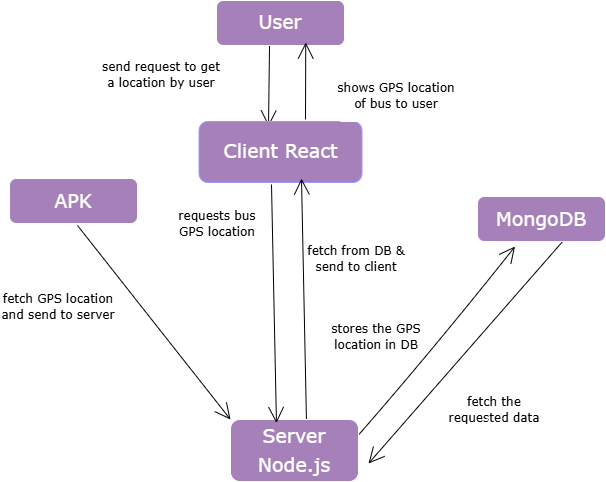 User
send request to get
a location by user
shows GPS location
of bus to user
Client React
APK
MongoDB
requests bus
GPS location
fetch from DB &
send to client
fetch GPS location
and send to server
stores the GPS
location in DB
fetch the
requested data
Server
Node.js